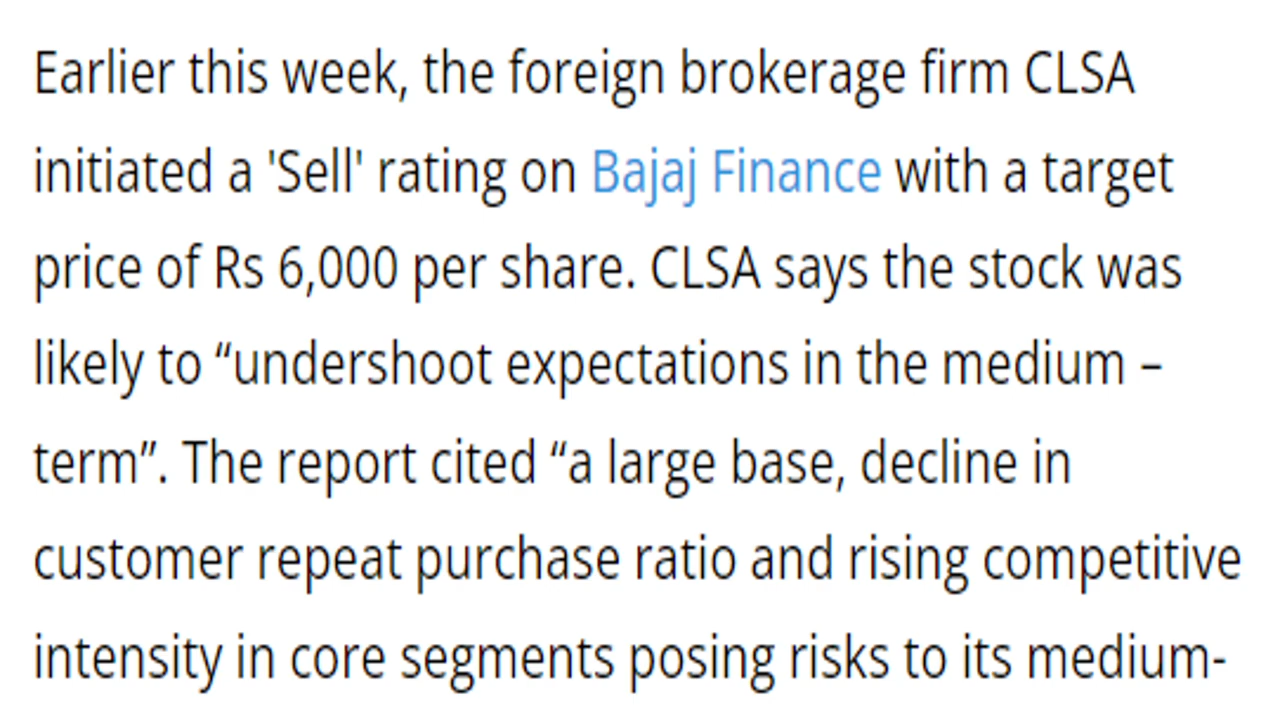 Earlier this week, the foreign brokerage firm CLSA
initiated a 'Sell' rating on Bajaj Finance with a target
price of Rs 6,000 per share. CLSA says the stock was
likely to “undershoot expectations in the medium –
term”. The report cited “a large base, decline in
customer repeat purchase ratio and rising competitive
intensity in core segments posing risks to its medium-